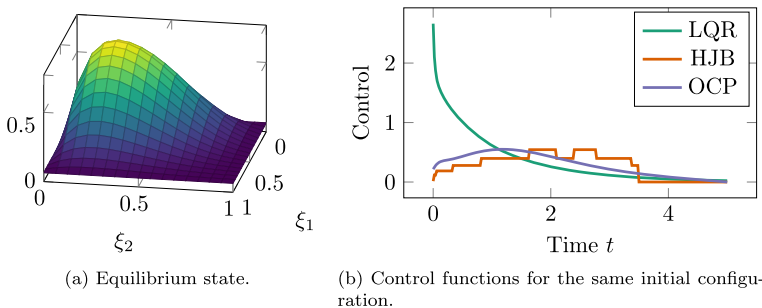 0.5
0
0
0.5
1
1
0.5
0
ξ2
ξ1
(a) Equilibrium state.
Control
2
1
0
LQR
HJB
OCP
0
2
4
Time t
(b) Control functions for the same initial configu-
ration.